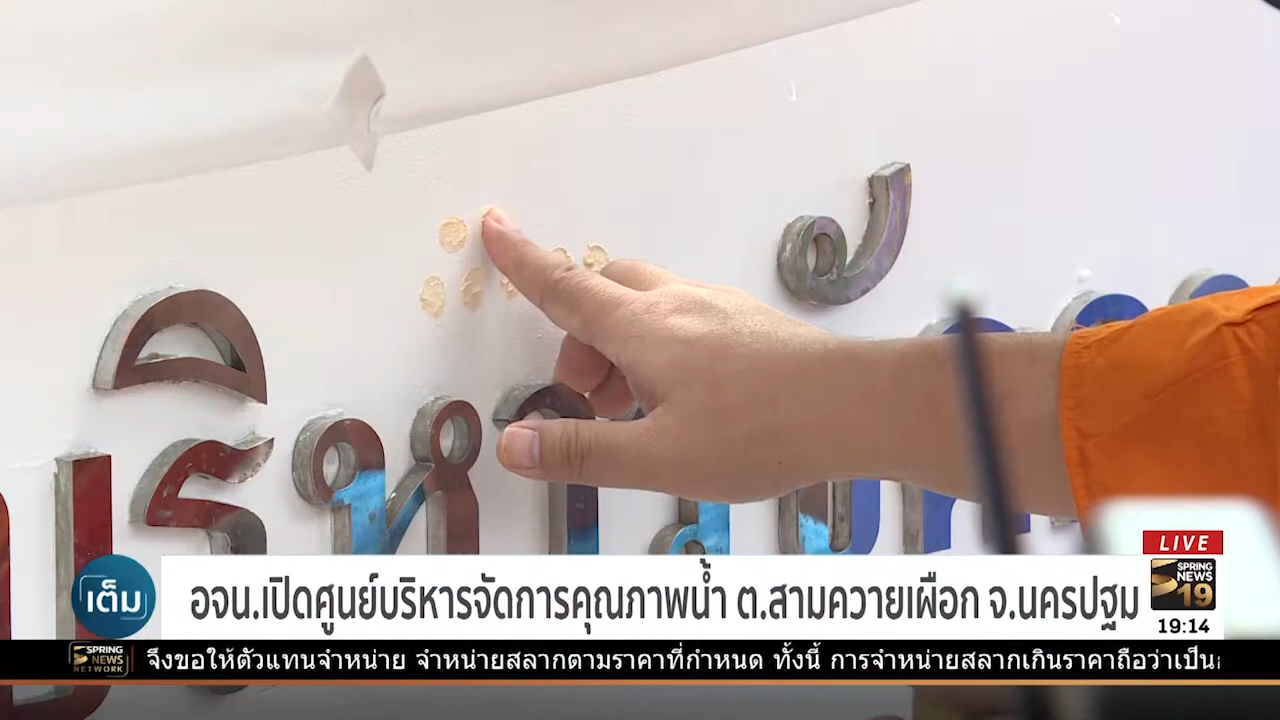 บริหารจั
LIVE
เต็ม
อจน.เปิดศูนย์บริหารจัดการคุณภาพน้ำ ต.สามควายเผือก จ.นครปฐม
SPRING NEWS 19
19:14
SPRING NEWS NETWORK
จึงขอให้ตัวแทนจำหน่าย จำหน่ายสลากตามราคาที่กำหนด ทั้งนี้ การจำหน่ายสลากเกินราคาถือว่าเป็น